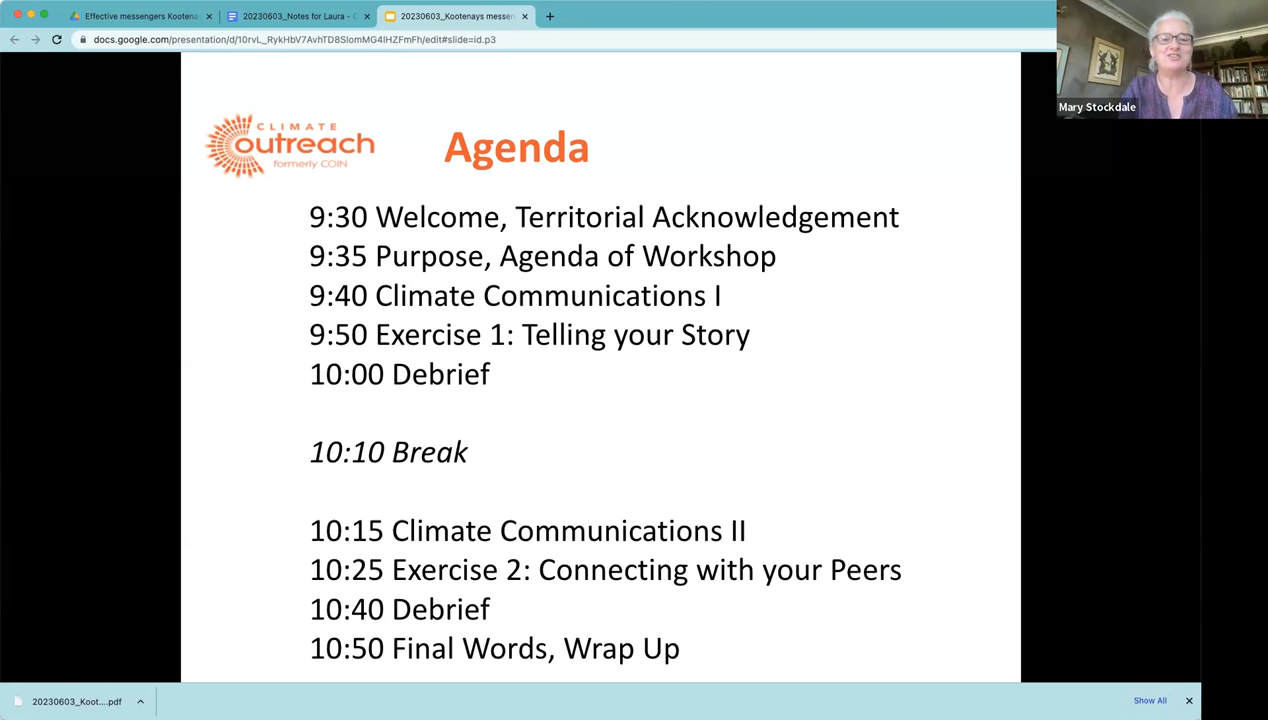 Effective messengers Kootena
20230603_Notes for Laura - G
20230603_Kootenays messen
docs.google.com/presentation/d/10rvL_RykHbV7AvhTD8SIomMG4lHZFmFh/edit#slide=id.p3
Mary Stockdale
CLIMATE
outreach
formerly COIN
Agenda
9:30 Welcome, Territorial Acknowledgement
9:35 Purpose, Agenda of Workshop
9:40 Climate Communications I
9:50 Exercise 1: Telling your Story
10:00 Debrief
10:10 Break
10:15 Climate Communications II
10:25 Exercise 2: Connecting with your Peers
10:40 Debrief
10:50 Final Words, Wrap Up
20230603_Koot....pdf
Show All